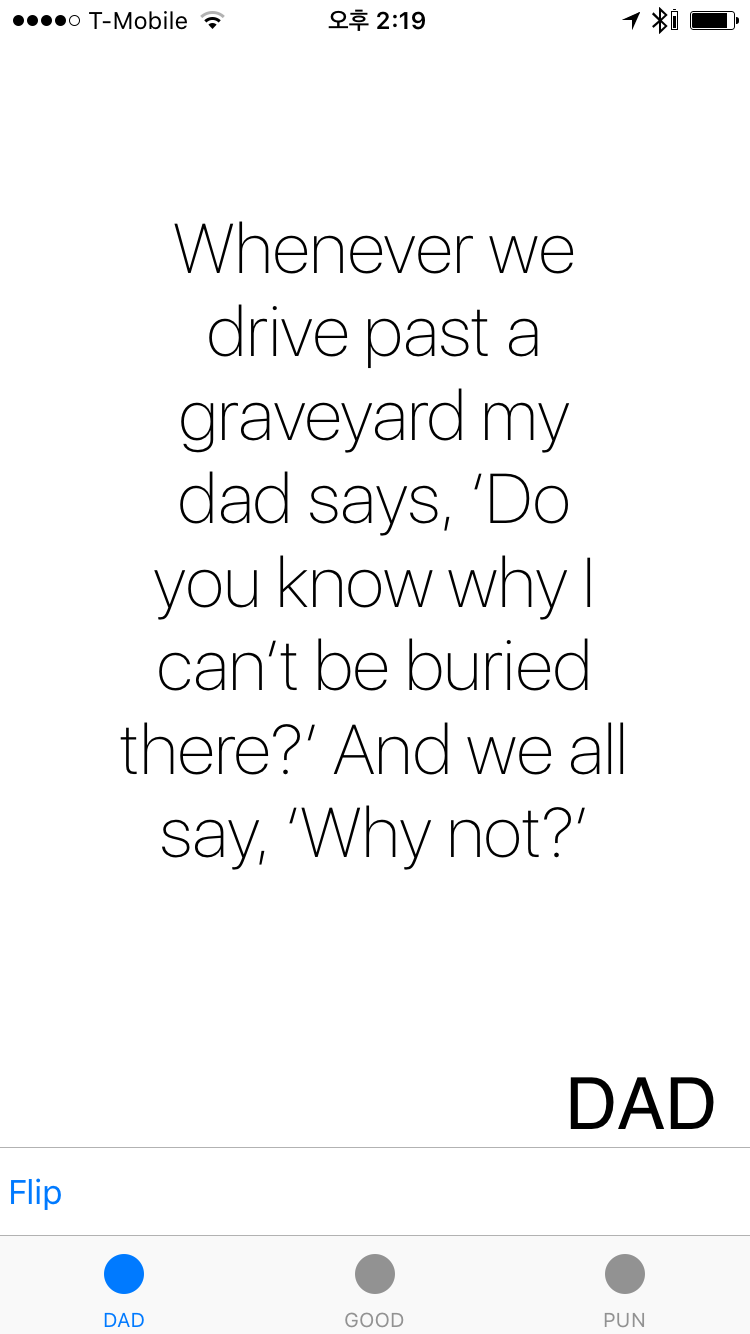 T-Mobile 오후 2:19
Whenever we
drive past a
graveyard my
dad says, ‘Do
you know why I
can’t be buried
there?’ And we all
say, ‘Why not?’
DAD
Flip
DAD GOOD PUN